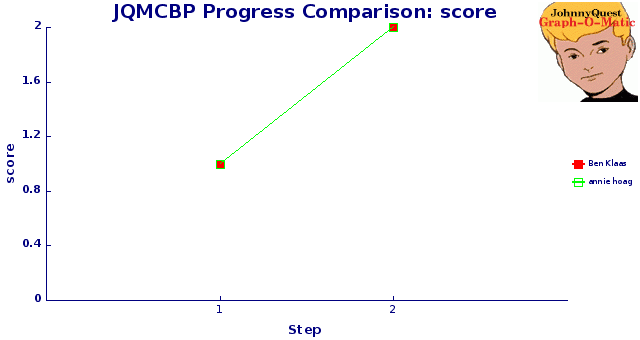 JQMCBP Progress Comparison: score
JohnnyQuest
Graph-O-Matic
2
1.6
1.2
0.8
0.4
0
score
1
2
Step
Ben Klaas
annie hoag